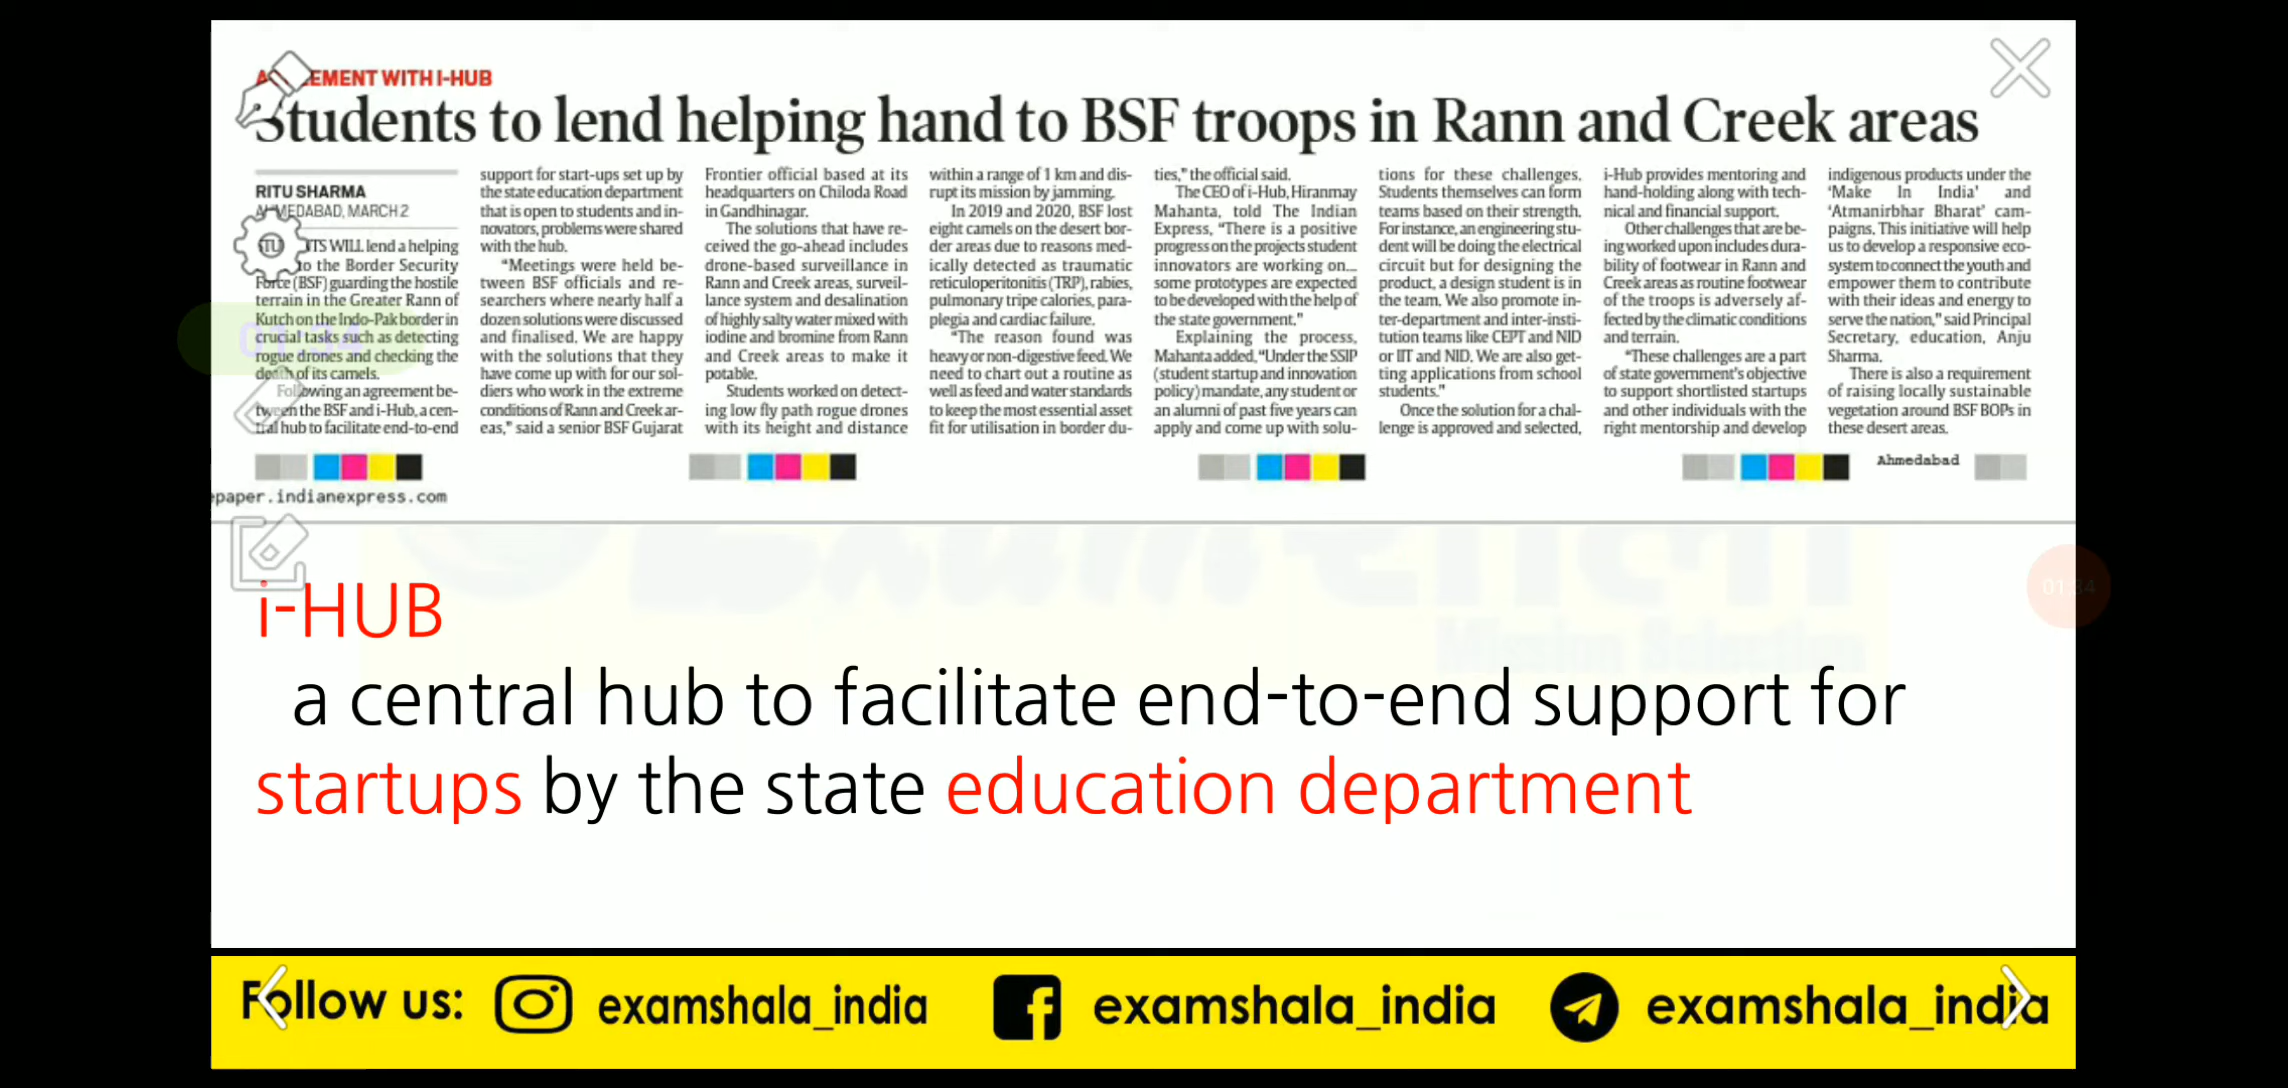 EMENT WITH I-HUB
Students to lend helping hand to BSF troops in Rann and Creek areas
RITU SHARMA
AHMEDABAD, MARCH 2
WILL lend a helping
to the Border Security
Force (BSF) guarding the hostile
terrain in the Greater Rann of
Kutch on the Indo-Pak border in
crucial tasks such as detecting
rogue drones and checking the
death of its camels.
Following an agreement be-
tween the BSF and i-Hub, a cen-
tral hub to facilitate end-to-end
support for start-ups set up by
the state education department
that is open to students and in-
novators, problems were shared
with the hub.
"Meetings were held be-
tween BSF officials and re-
searchers where nearly half a
dozen solutions were discussed
and finalised. We are happy
with the solutions that they
have come up with for our sol-
diers who work in the extreme
conditions of Rann and Creek ar-
eas," said a senior BSF Gujarat
Frontier official based at its
headquarters on Chiloda Road
in Gandhinagar.
The solutions that have re-
ceived the go-ahead includes
drone-based surveillance in
Rann and Creek areas, surveil-
lance system and desalination
of highly salty water mixed with
iodine and bromine from Rann
and Creek areas to make it
potable.
Students worked on detect-
ing low fly path rogue drones
with its height and distance
within a range of 1 km and dis-
rupt its mission by jamming.
In 2019 and 2020, BSF lost
eight camels on the desert bor-
der areas due to reasons med-
ically detected as traumatic
reticuloperitonitis (TRP), rabies,
pulmonary tripe calories, para-
plegia and cardiac failure.
"The reason found was
heavy or non-digestive feed. We
need to chart out a routine as
well as feed and water standards
to keep the most essential asset
fit for utilisation in border du-
ties," the official said.
The CEO of i-Hub, Hiranmay
Mahanta, told The Indian
Express, "There is a positive
progress on the projects student
innovators are working on...
some prototypes are expected
to be developed with the help of
the state government."
Explaining the process,
Mahanta added, "Under the SSIP
(student startup and innovation
policy) mandate, any student or
an alumni of past five years can
apply and come up with solu-
tions for these challenges.
Students themselves can form
teams based on their strength.
For instance, an engineering stu-
dent will be doing the electrical
circuit but for designing the
product, a design student is in
the team. We also promote in-
ter-department and inter-insti-
tution teams like CEPT and NID
or IIT and NID. We are also get-
ting applications from school
students."
Once the solution for a chal-
lenge is approved and selected,
i-Hub provides mentoring and
hand-holding along with tech-
nical and financial support.
Other challenges that are be-
ing worked upon includes dura-
bility of footwear in Rann and
Creek areas as routine footwear
of the troops is adversely af-
fected by the climatic conditions
and terrain.
"These challenges are a part
of state government's objective
to support shortlisted startups
and other individuals with the
right mentorship and develop
indigenous products under the
'Make In India' and
'Atmanirbhar Bharat' cam-
paigns. This initiative will help
us to develop a responsive eco-
system to connect the youth and
empower them to contribute
with their ideas and energy to
serve the nation," said Principal
Secretary, education, Anju
Sharma.
There is also a requirement
of raising locally sustainable
vegetation around BSF BOPs in
these desert areas.
Ahmedabad
epaper.indianexpress.com
01:34
01:34
Examशाला
Mission Selection
i-HUB
a central hub to facilitate end-to-end support for
startups by the state education department
Follow us: examshala_india examshala_india examshala_india